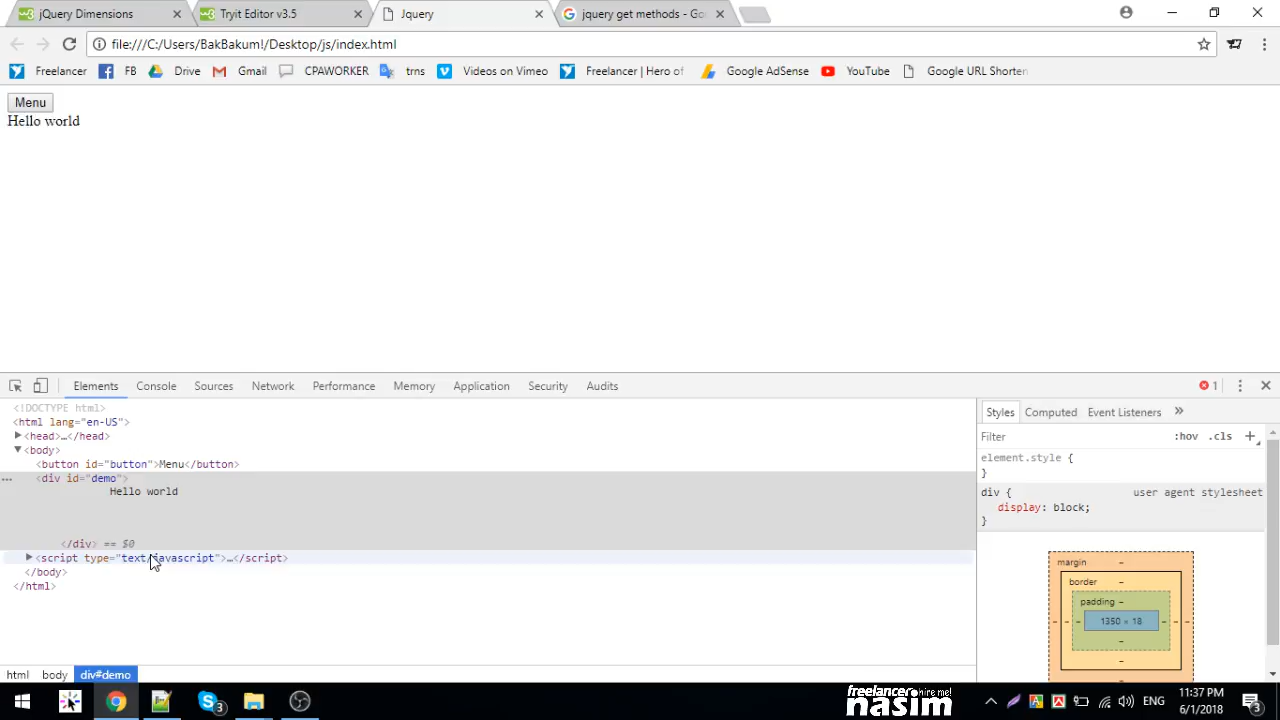 jQuery Dimensions
Tryit Editor v3.5
Jquery
jquery get methods - Go
file:///C:/Users/BakBakum!/Desktop/js/index.html
Freelancer
FB
Drive
Gmail
CPAWORKER
trns
Videos on Vimeo
Freelancer | Hero of
Google AdSense
YouTube
Google URL Shorten
Menu
Hello world
Elements
Console
Sources
Network
Performance
Memory
Application
Security
Audits
1
<!DOCTYPE html>
<html lang="en-US">
<head>…</head>
<body>
<button id="button">Menu</button>
<div id="demo">
Hello world
</div> == $0
<script type="text/javascript">…</script>
</body>
</html>
html
body
div#demo
Styles
Computed
Event Listeners
»
Filter
:hov
.cls
+
element.style {
}
div {
user agent stylesheet
display: block;
}
margin
–
border
–
padding
–
1350 × 18
freelancer hire me!
nasim
ENG
11:37 PM
6/1/2018
3
3